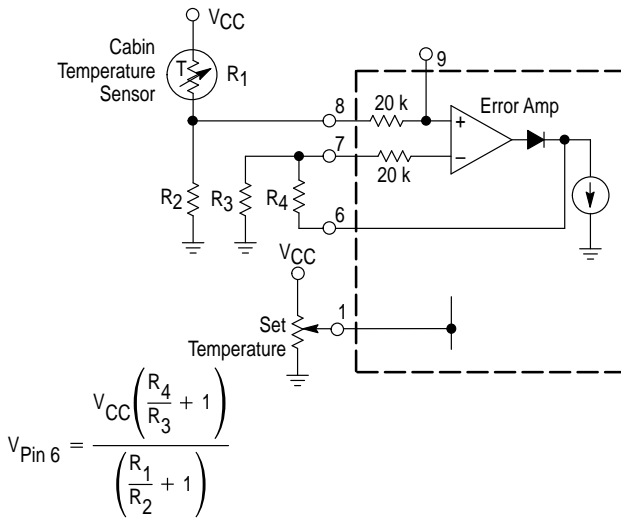 VCC
Cabin
Temperature
Sensor
T
R1
9
8
20 k
Error Amp
+
7
−
20 k
R2
R3
R4
6
VCC
1
Set
Temperature
VPin 6 = VCC(R4/R3 + 1) / (R1/R2 + 1)